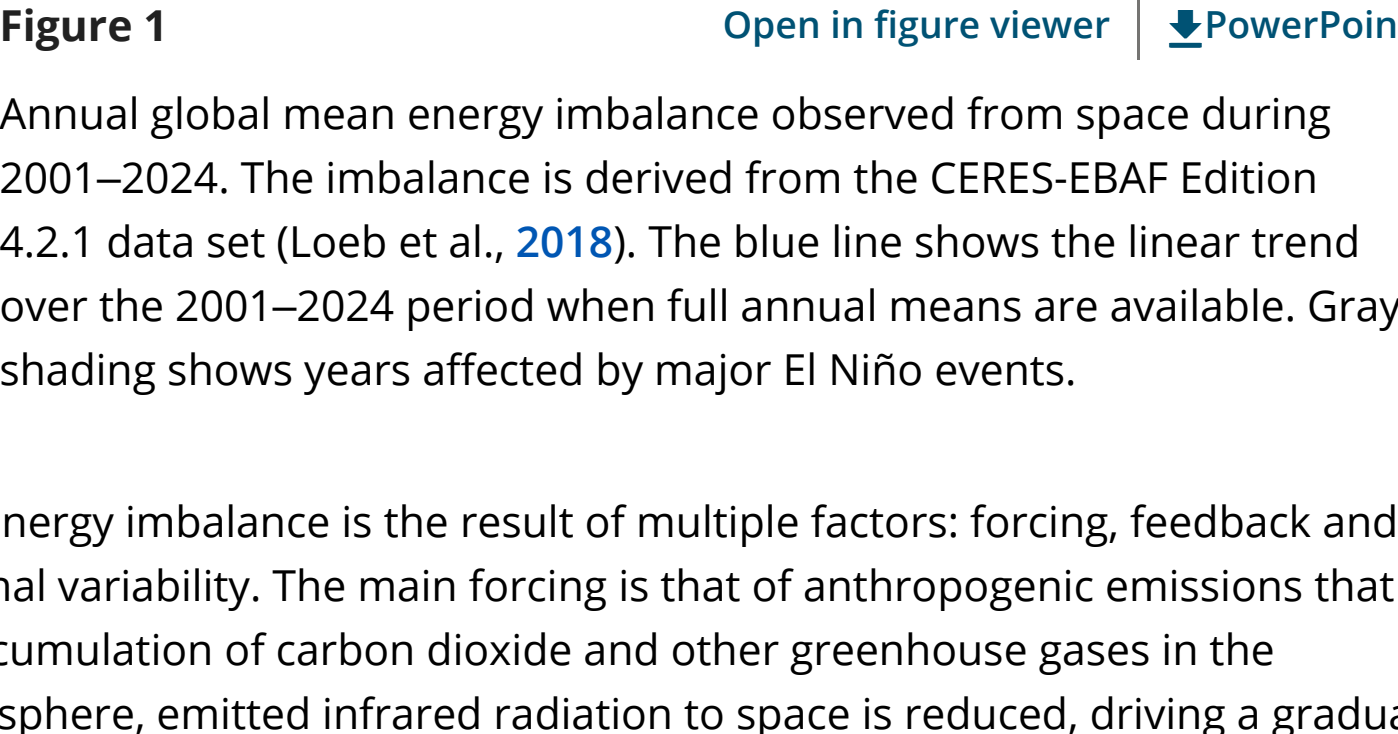 Figure 1 Open in figure viewer PowerPoin
Annual global mean energy imbalance observed from space during
2001–2024. The imbalance is derived from the CERES-EBAF Edition
4.2.1 data set (Loeb et al., 2018). The blue line shows the linear trend
over the 2001–2024 period when full annual means are available. Gray
shading shows years affected by major El Niño events.
nergy imbalance is the result of multiple factors: forcing, feedback and
nal variability. The main forcing is that of anthropogenic emissions that
cumulation of carbon dioxide and other greenhouse gases in the
sphere, emitted infrared radiation to space is reduced, driving a gradua